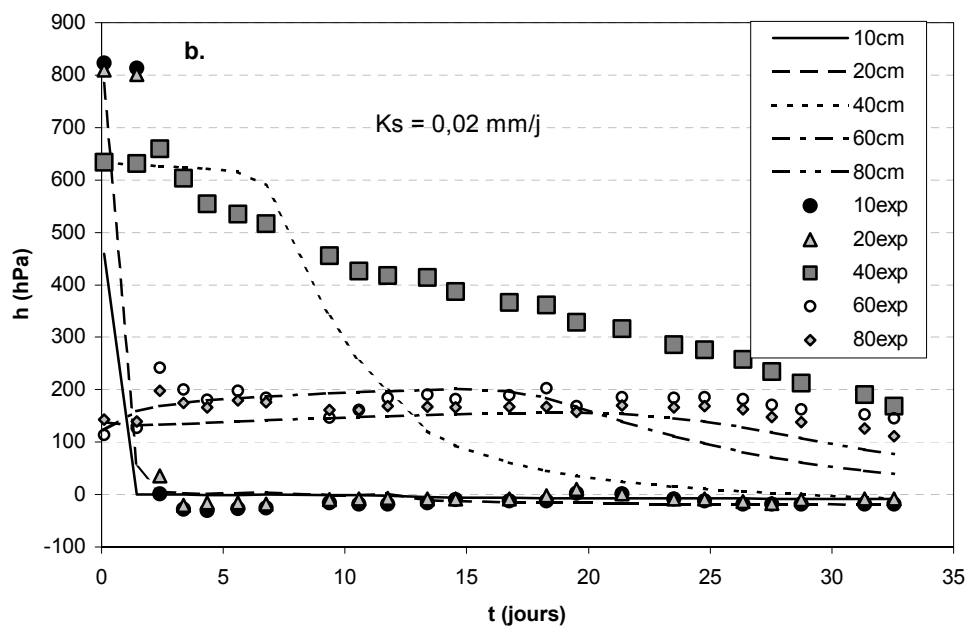 900
800
700
600
500
400
300
200
100
0
-100
h (hPa)
b.
Ks = 0,02 mm/j
10cm
20cm
40cm
60cm
80cm
10exp
20exp
40exp
60exp
80exp
0 5 10 15 20 25 30 35
t (jours)